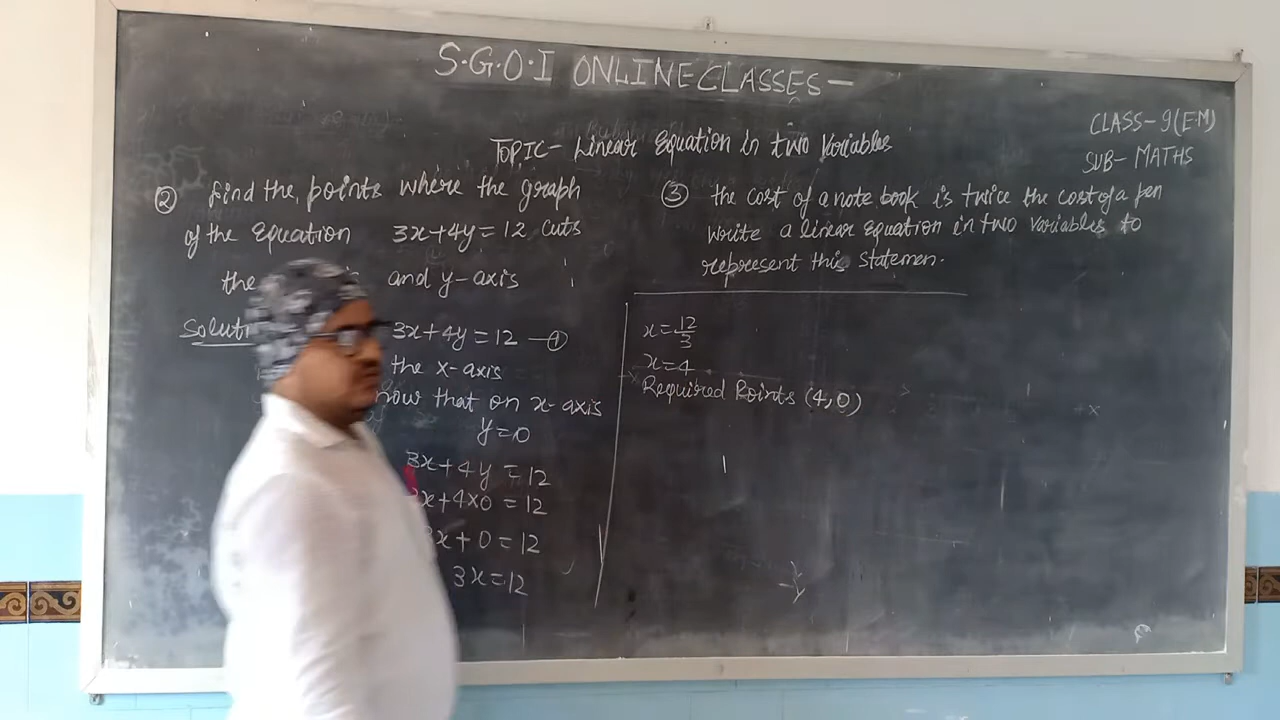 S.G.O.I ONLINE CLASSES -
CLASS-9(E.M)
SUB- MATHS
TOPIC- Linear Equation in two Variables
② find the points where the graph
of the Equation 3x+4y=12 cuts
the and y-axis
Soluti 3x+4y=12 -①
the x-axis
now that on x-axis
y=0
3x+4y=12
3x+4x0=12
3x+0=12
3x=12
③ the cost of a note book is twice the cost of a pen
Write a linear Equation in two variables to
represent this statemen.
x=12/3
x=4
Required Points (4,0)